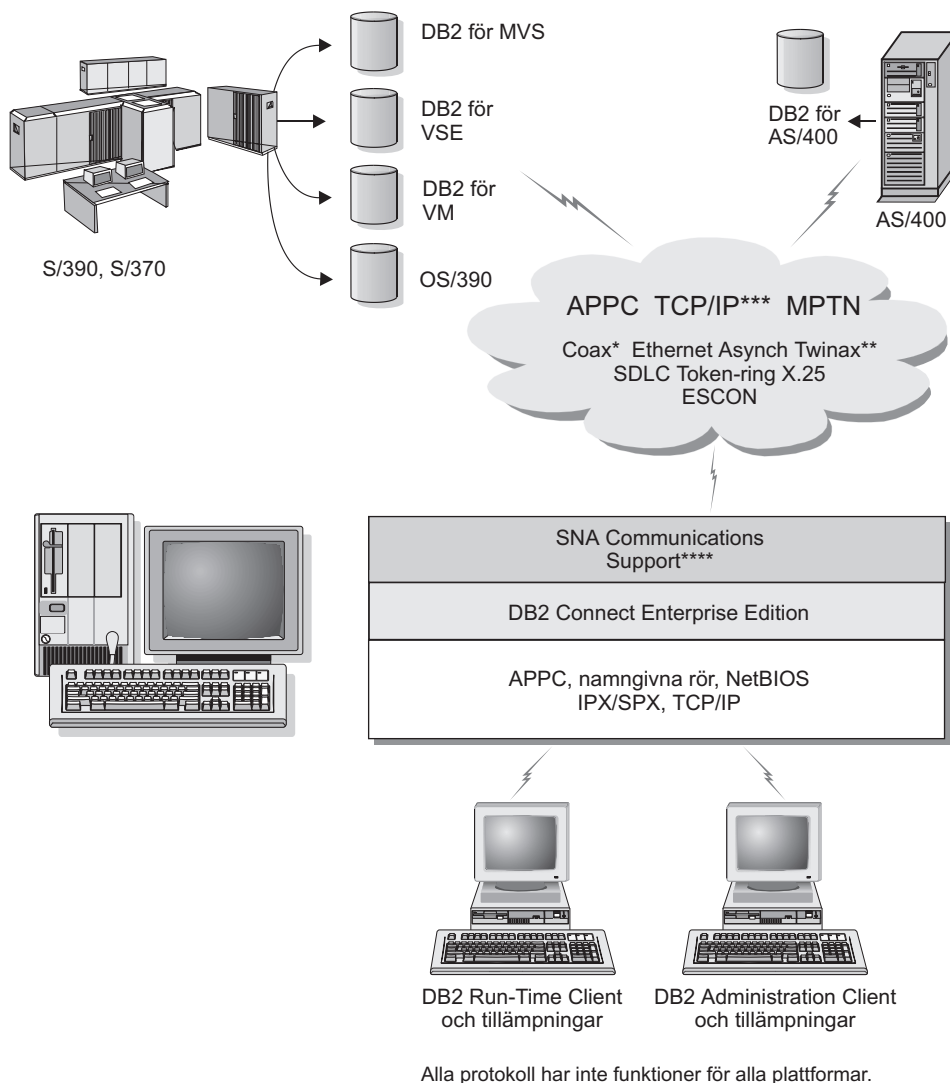 DB2 för MVS
DB2 för
VSE
DB2 för
VM
OS/390
S/390, S/370
DB2 för
AS/400
AS/400
APPC TCP/IP*** MPTN
Coax* Ethernet Asynch Twinax**
SDLC Token-ring X.25
ESCON
SNA Communications
Support****
DB2 Connect Enterprise Edition
APPC, namngivna rör, NetBIOS
IPX/SPX, TCP/IP
DB2 Run-Time Client
och tillämpningar
DB2 Administration Client
och tillämpningar
Alla protokoll har inte funktioner för alla plattformar.